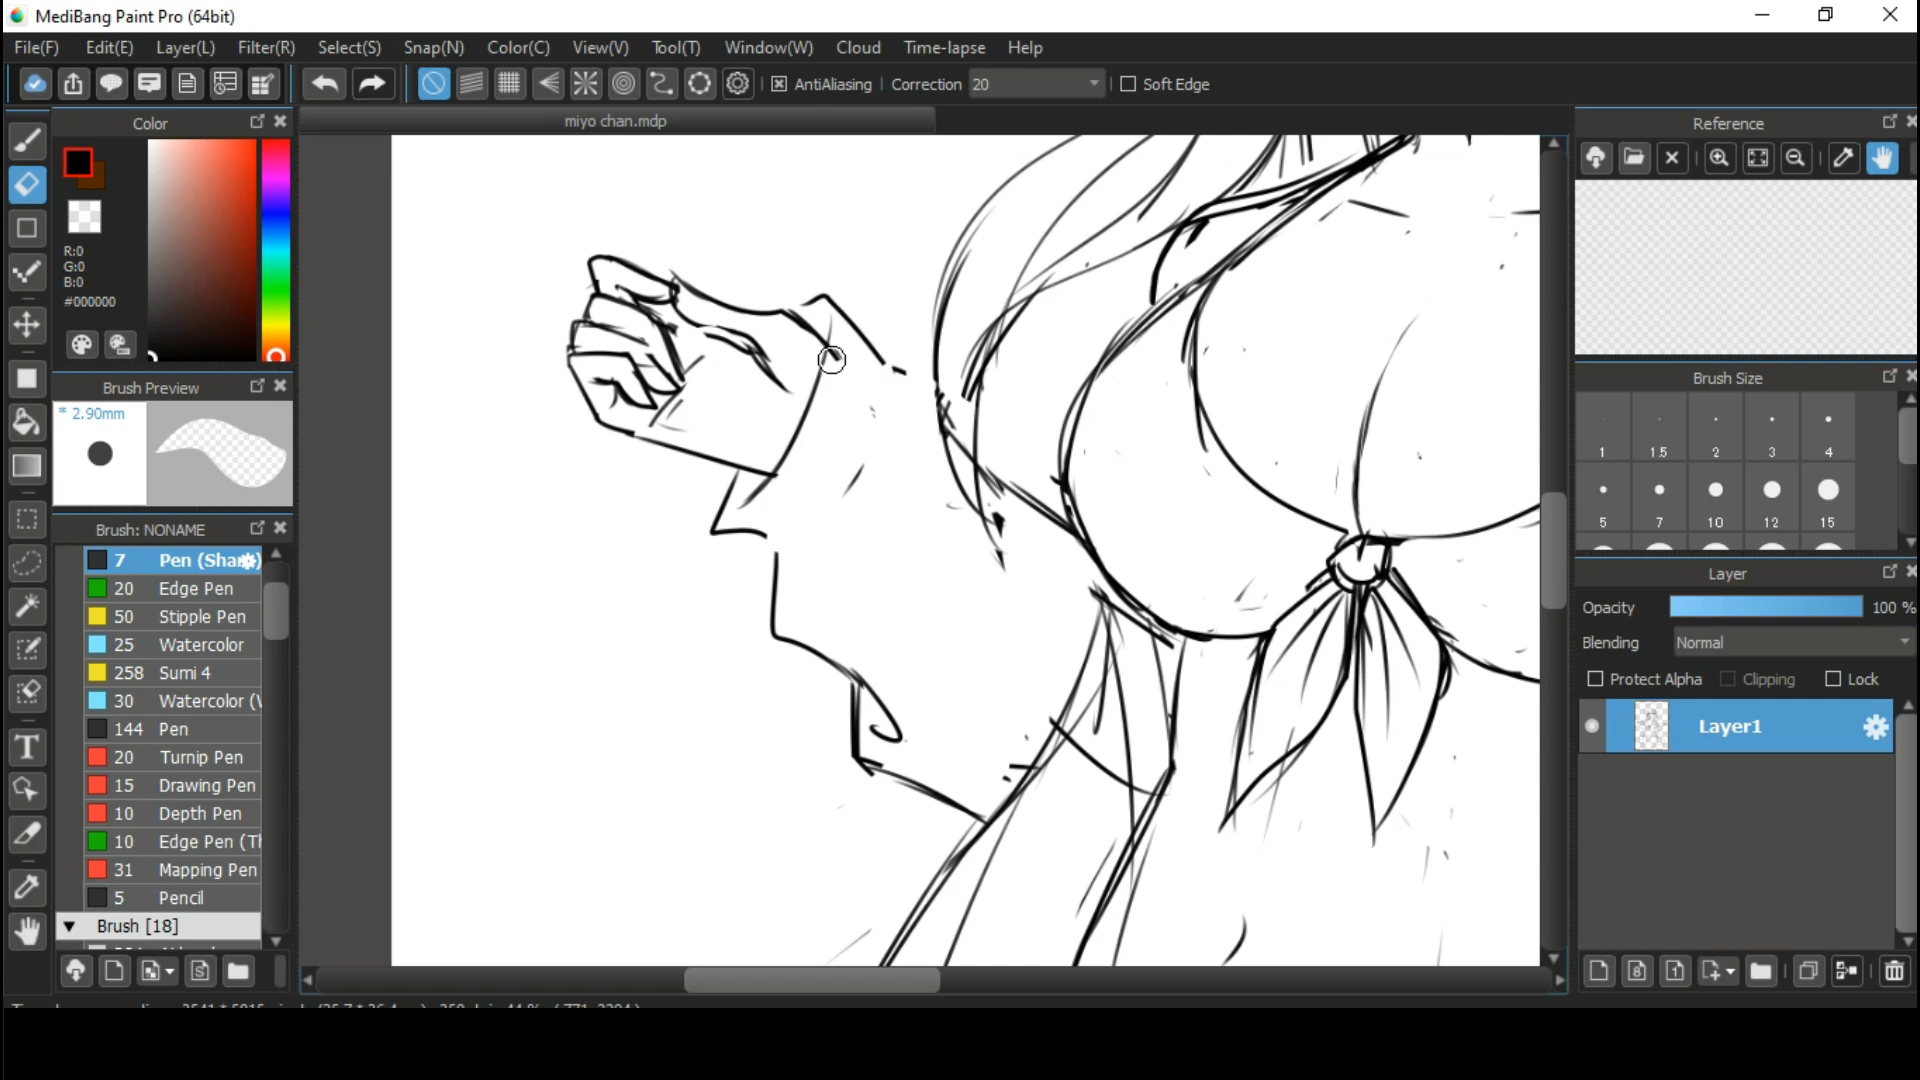 MediBang Paint Pro (64bit)
File(F) Edit(E) Layer(L) Filter(R) Select(S) Snap(N) Color(C) View(V) Tool(T) Window(W) Cloud Time-lapse Help
AntiAliasing Correction 20 Soft Edge
miyo chan.mdp
Color
R:0
G:0
B:0
#000000
Brush Preview
* 2.90mm
Brush: NONAME
7 Pen (Shar
20 Edge Pen
50 Stipple Pen
25 Watercolor
258 Sumi 4
30 Watercolor (
144 Pen
20 Turnip Pen
15 Drawing Pen
10 Depth Pen
10 Edge Pen (T
31 Mapping Pen
5 Pencil
Brush [18]
Reference
Brush Size
1 1.5 2 3 4
5 7 10 12 15
Layer
Opacity 100 %
Blending Normal
Protect Alpha Clipping Lock
Layer1